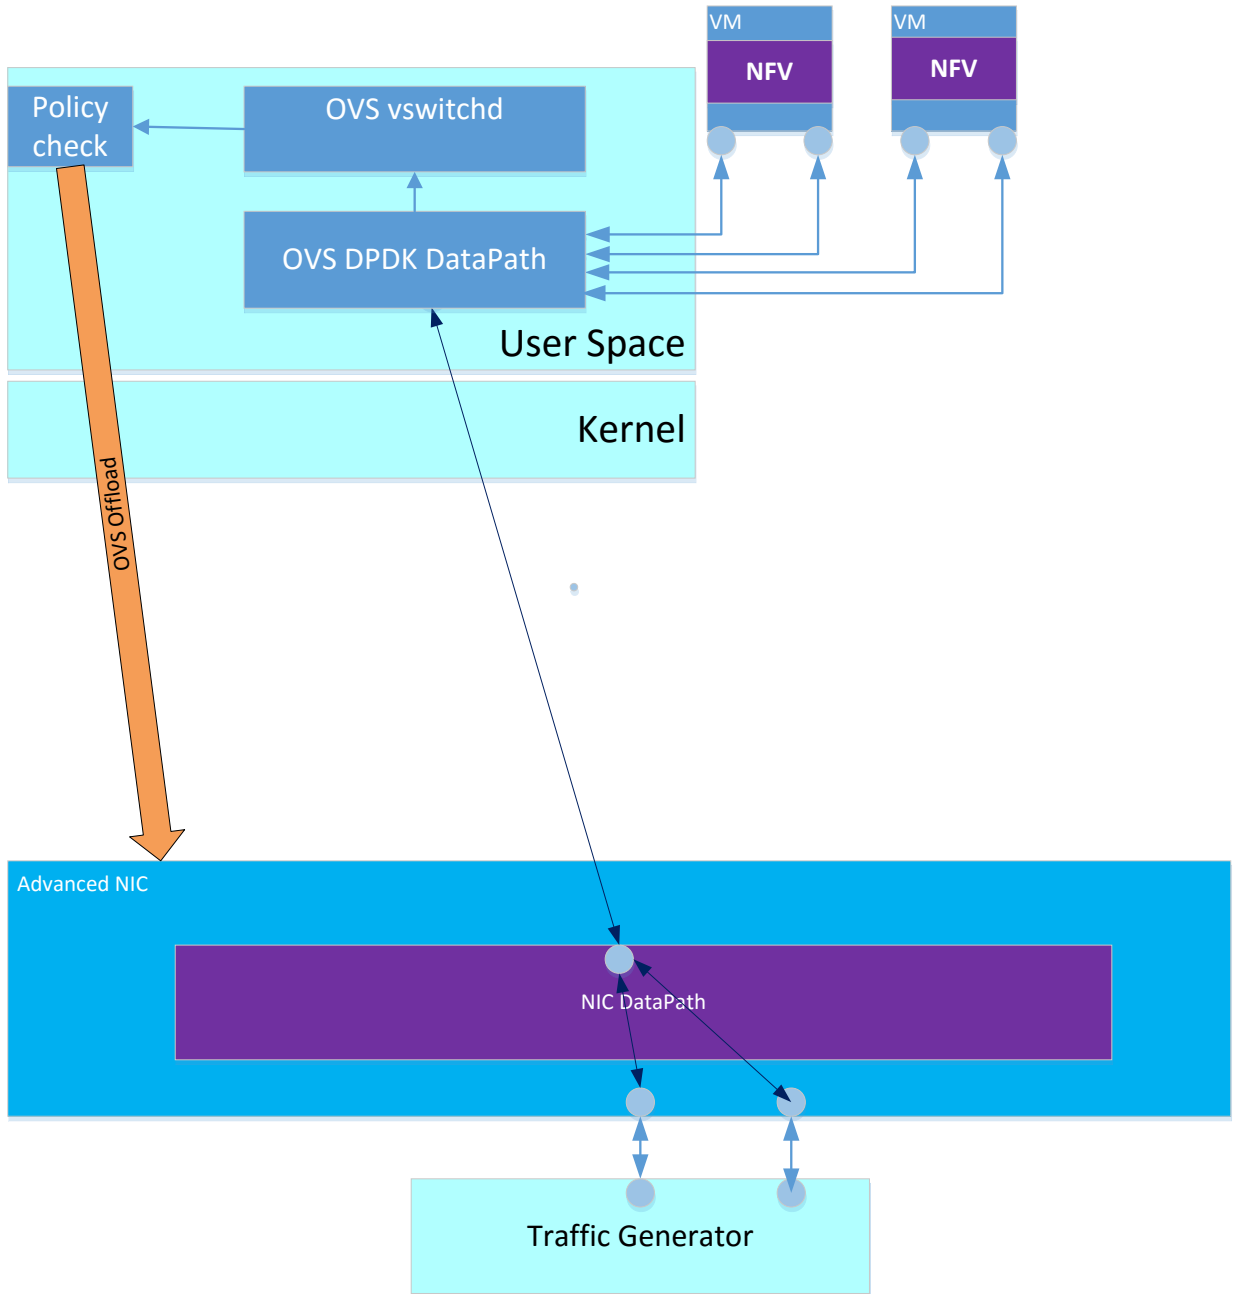 VM
NFV
VM
NFV
Policy
check
OVS vswitchd
OVS DPDK DataPath
User Space
Kernel
OVS Offload
Advanced NIC
NIC DataPath
Traffic Generator